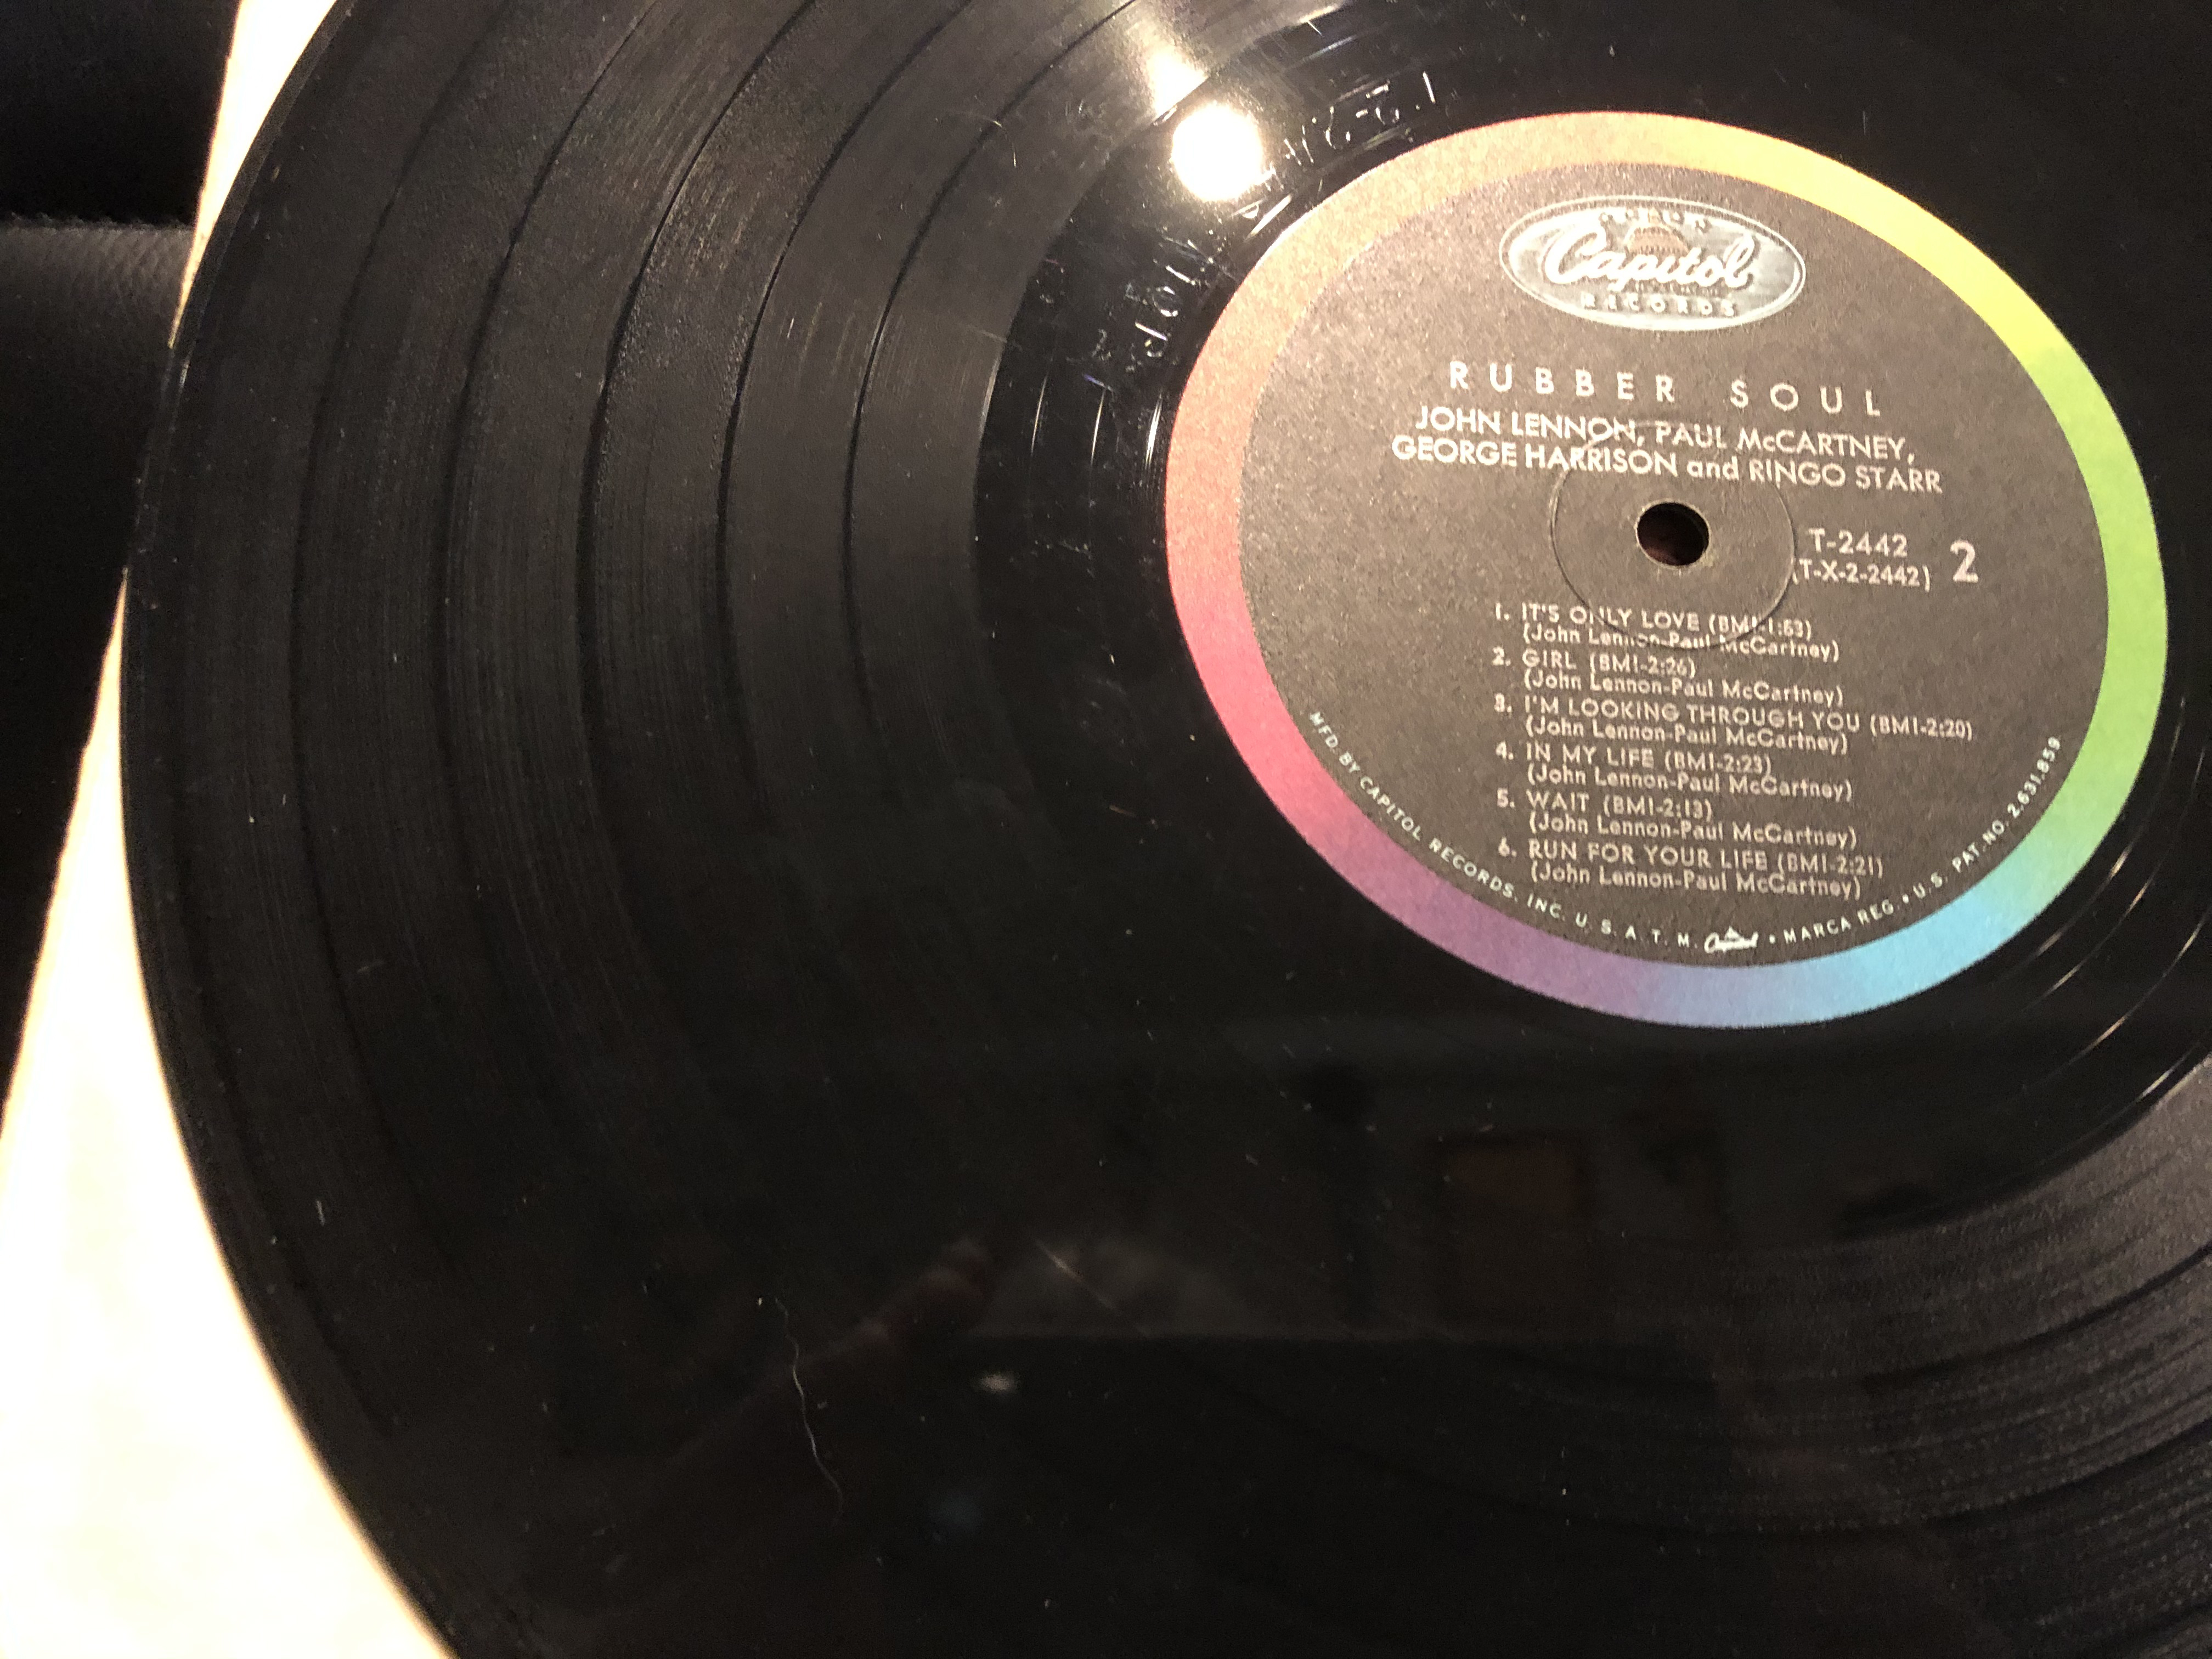 Capitol
RECORDS
RUBBER SOUL
JOHN LENNON, PAUL McCARTNEY,
GEORGE HARRISON and RINGO STARR
T-2442
(T-X-2-2442) 2
1. IT'S ONLY LOVE (BMI-1:53)
(John Lennon-Paul McCartney)
2. GIRL (BMI-2:26)
(John Lennon-Paul McCartney)
3. I'M LOOKING THROUGH YOU (BMI-2:20)
(John Lennon-Paul McCartney)
4. IN MY LIFE (BMI-2:23)
(John Lennon-Paul McCartney)
5. WAIT (BMI-2:13)
(John Lennon-Paul McCartney)
6. RUN FOR YOUR LIFE (BMI-2:21)
(John Lennon-Paul McCartney)
MFD. BY CAPITOL RECORDS, INC. U. S. A. T. M. Capitol • MARCA REG. • U.S. PAT. NO. 2,631,859